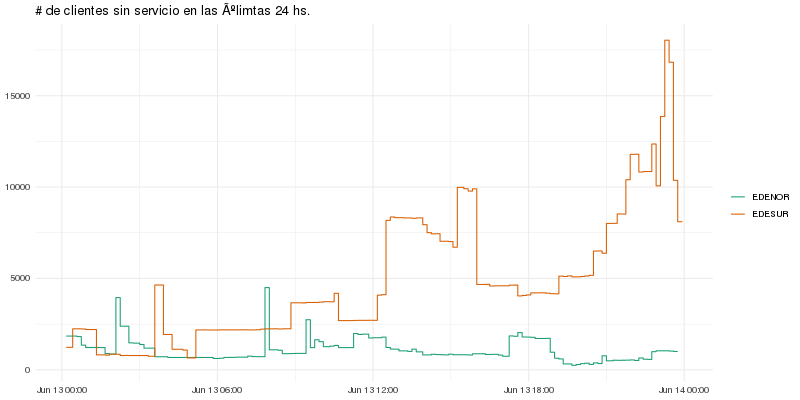 # de clientes sin servicio en las Ãºlimtas 24 hs.
15000
10000
5000
0
Jun 13 00:00
Jun 13 06:00
Jun 13 12:00
Jun 13 18:00
Jun 14 00:00
EDENOR
EDESUR